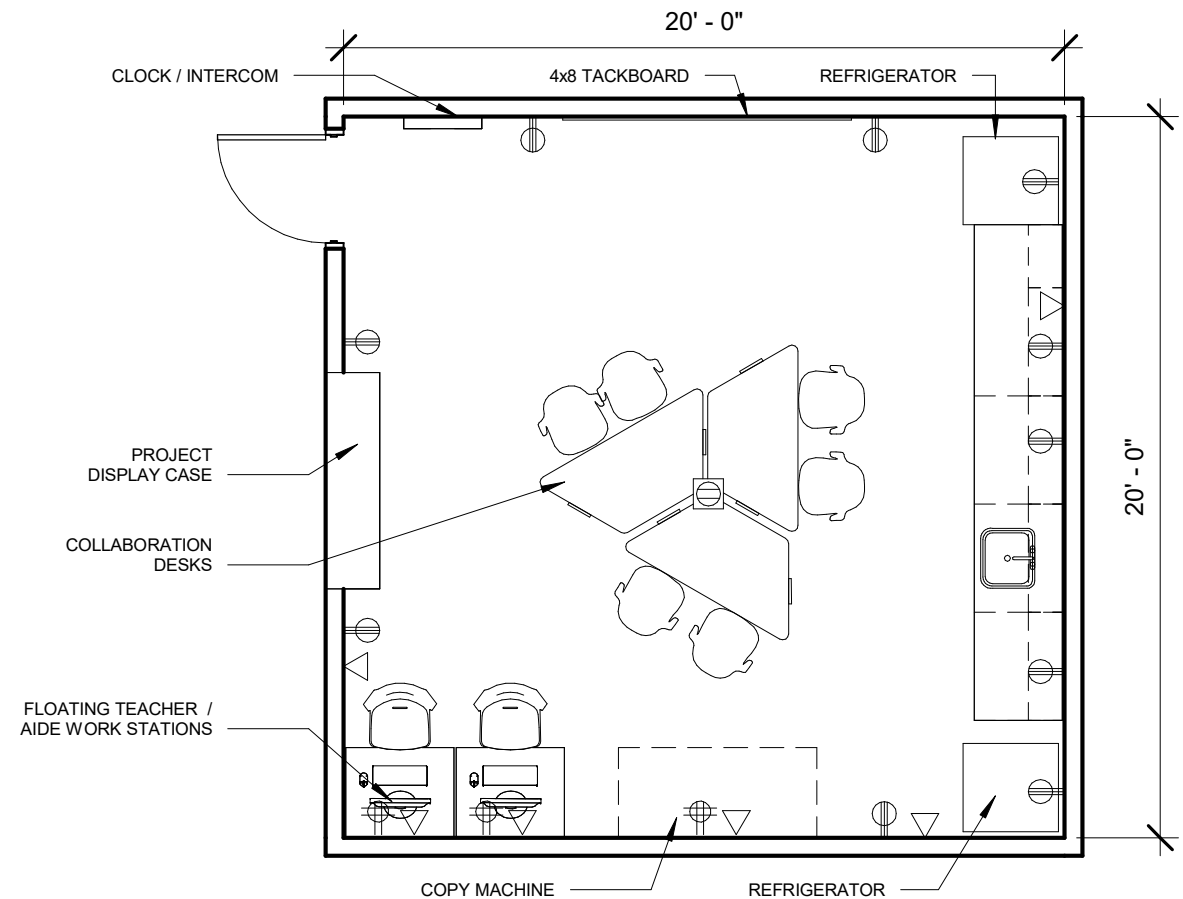 20' - 0"
CLOCK / INTERCOM
4x8 TACKBOARD
REFRIGERATOR
20' - 0"
PROJECT
DISPLAY CASE
COLLABORATION
DESKS
FLOATING TEACHER /
AIDE WORK STATIONS
COPY MACHINE
REFRIGERATOR